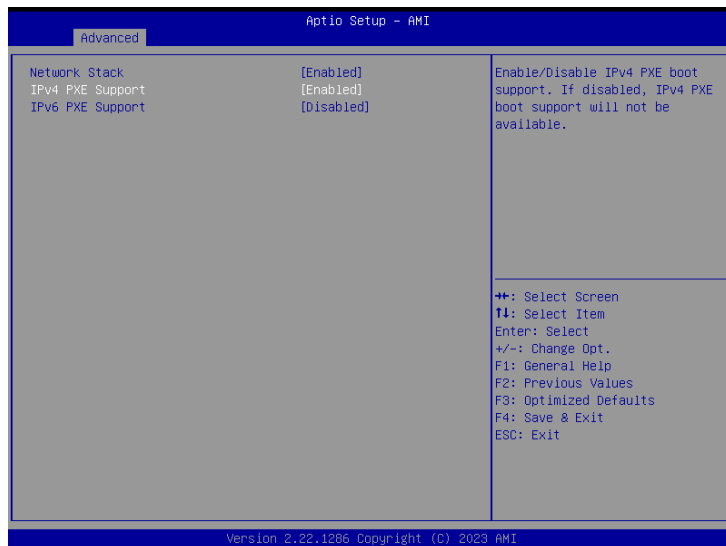 Aptio Setup – AMI
Advanced
Network Stack [Enabled]
IPv4 PXE Support [Enabled]
IPv6 PXE Support [Disabled]
Enable/Disable IPv4 PXE boot
support. If disabled, IPv4 PXE
boot support will not be
available.
→←: Select Screen
↑↓: Select Item
Enter: Select
+/-: Change Opt.
F1: General Help
F2: Previous Values
F3: Optimized Defaults
F4: Save & Exit
ESC: Exit
Version 2.22.1286 Copyright (C) 2023 AMI